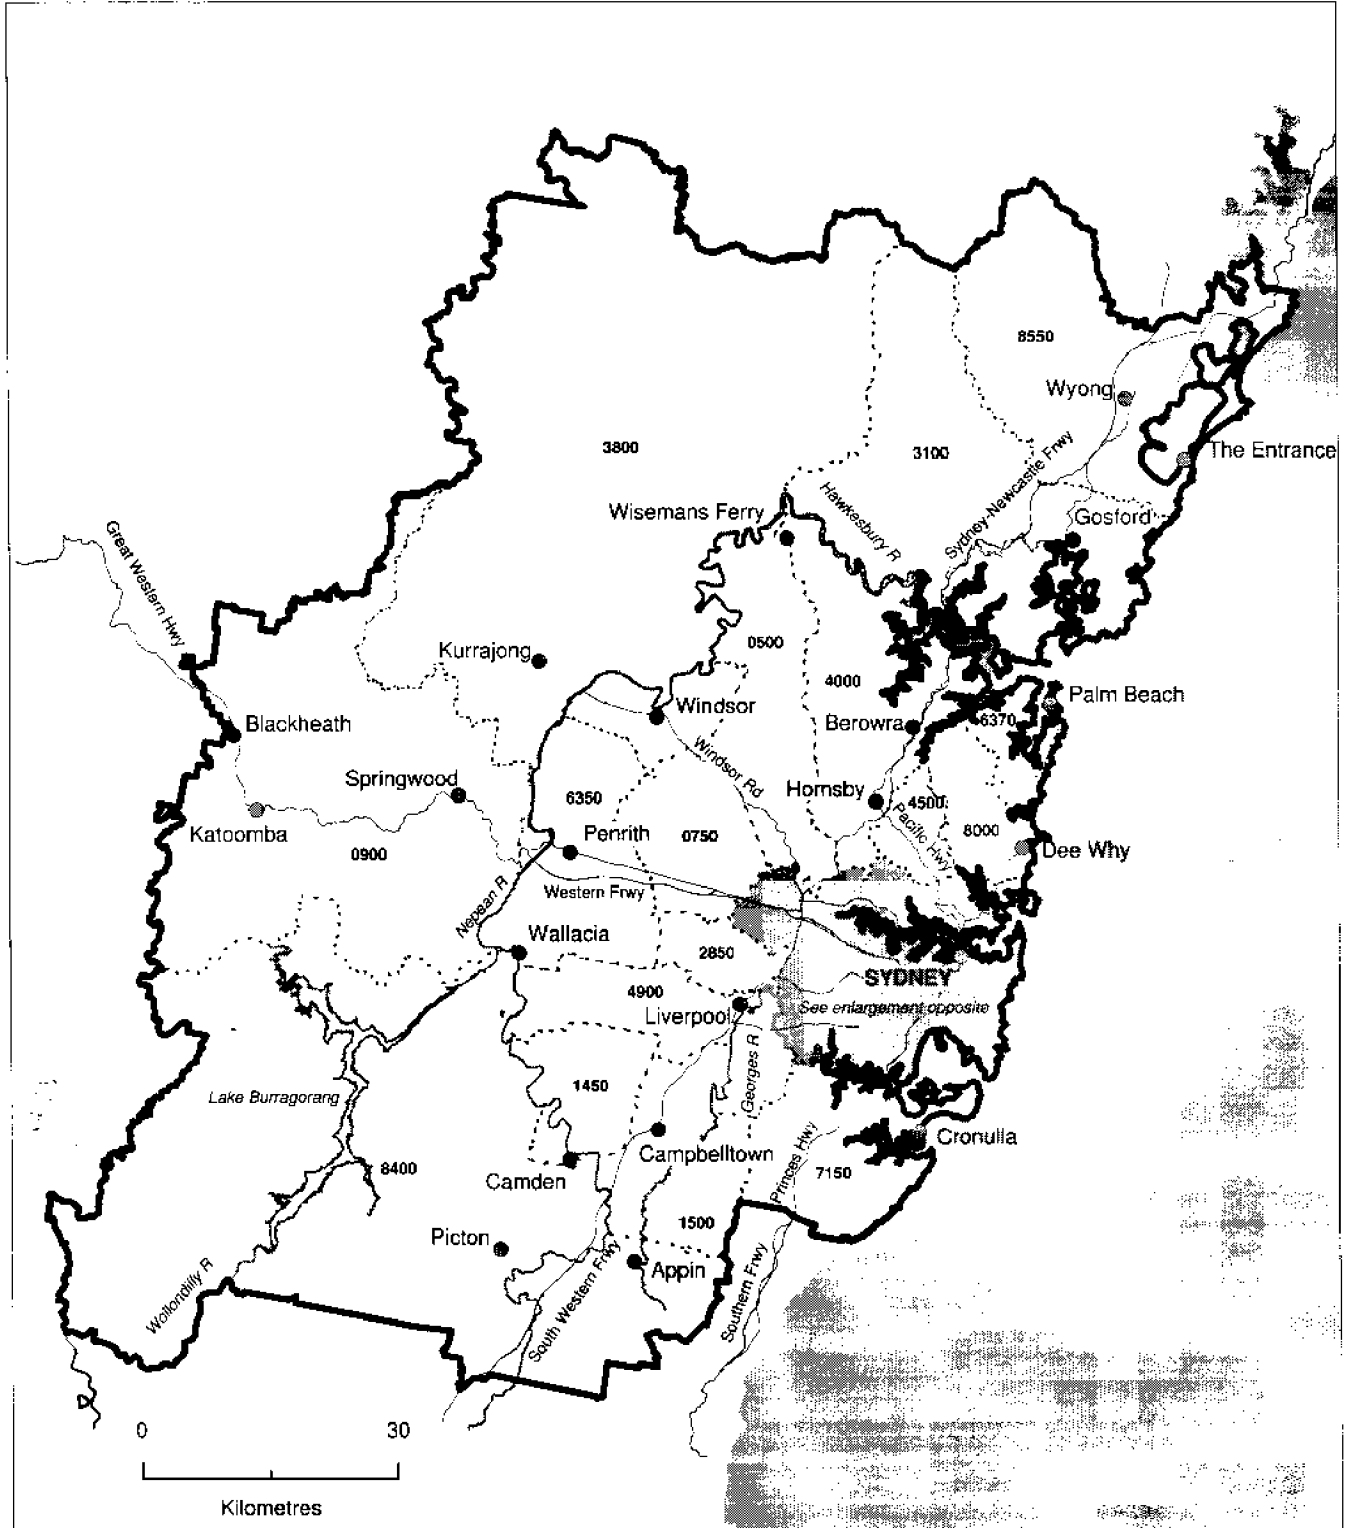 8550
Wyong
Sydney-Newcastle Frwy
3800
3100
The Entrance
Wisemans Ferry
Hawkesbury R
Gosford
Great Western Hwy
Kurrajong
0500
4000
Windsor
Palm Beach
Blackheath
Berowra
6370
Windsor Rd
Springwood
Hornsby
6350
4500
Pacific Hwy
Katoomba
Penrith
0750
8000
Dee Why
0900
Western Frwy
Nepean R
Wallacia
2850
SYDNEY
4900
Liverpool
See enlargement opposite
1450
Georges R
Lake Burragorang
Campbelltown
Cronulla
8400
Camden
Princes Hwy
7150
1500
Picton
Appin
Wollondilly R
South Western Frwy
Southern Frwy
0 30
Kilometres